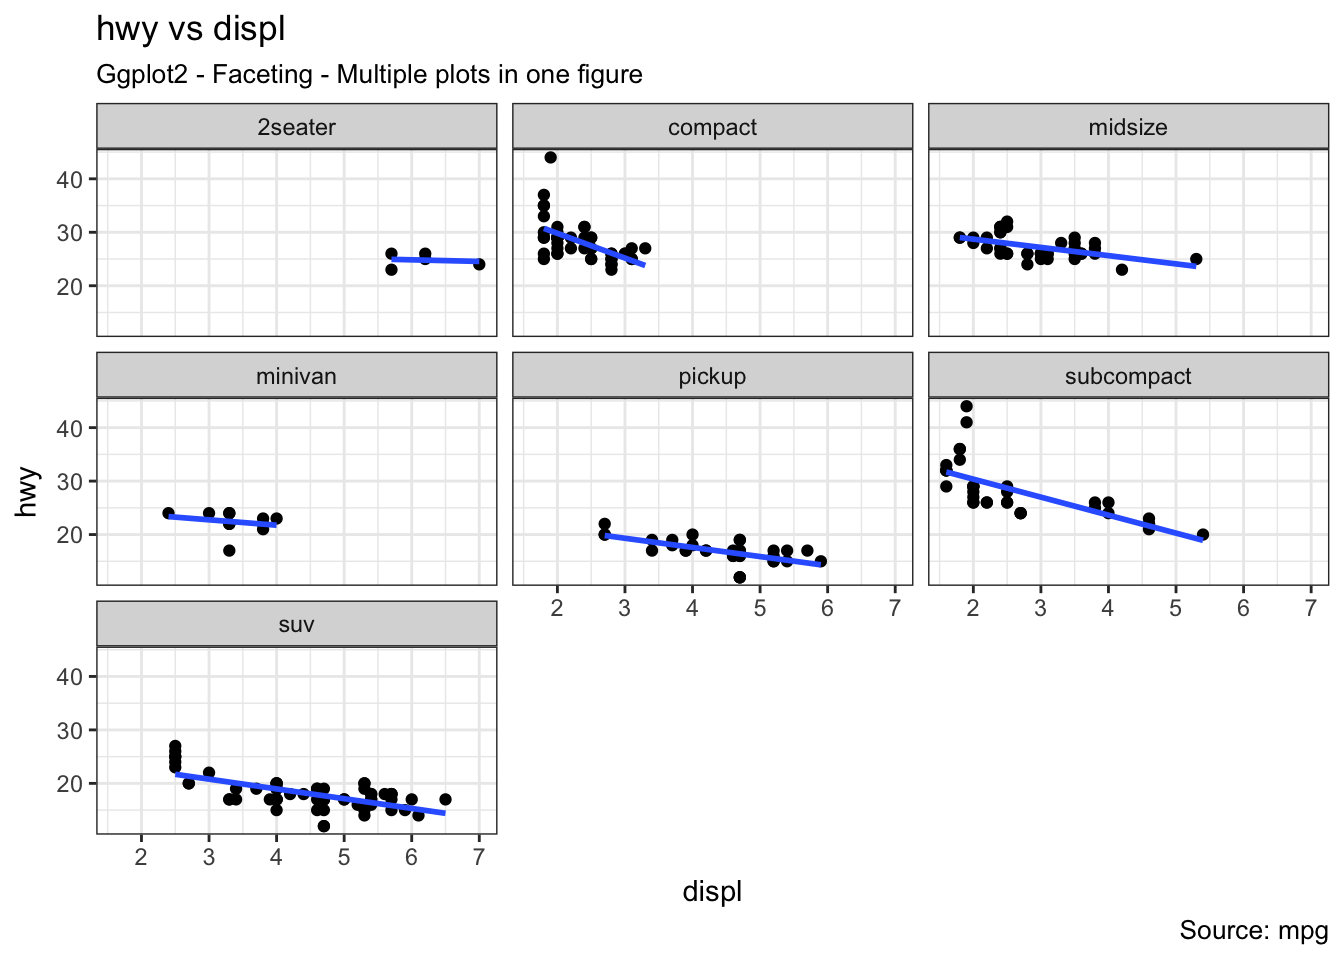 hwy vs displ
Ggplot2 - Faceting - Multiple plots in one figure
2seater
compact
midsize
40
30
20
minivan
pickup
subcompact
40
30
20
2 3 4 5 6 7
2 3 4 5 6 7
suv
40
30
20
2 3 4 5 6 7
hwy
displ
Source: mpg